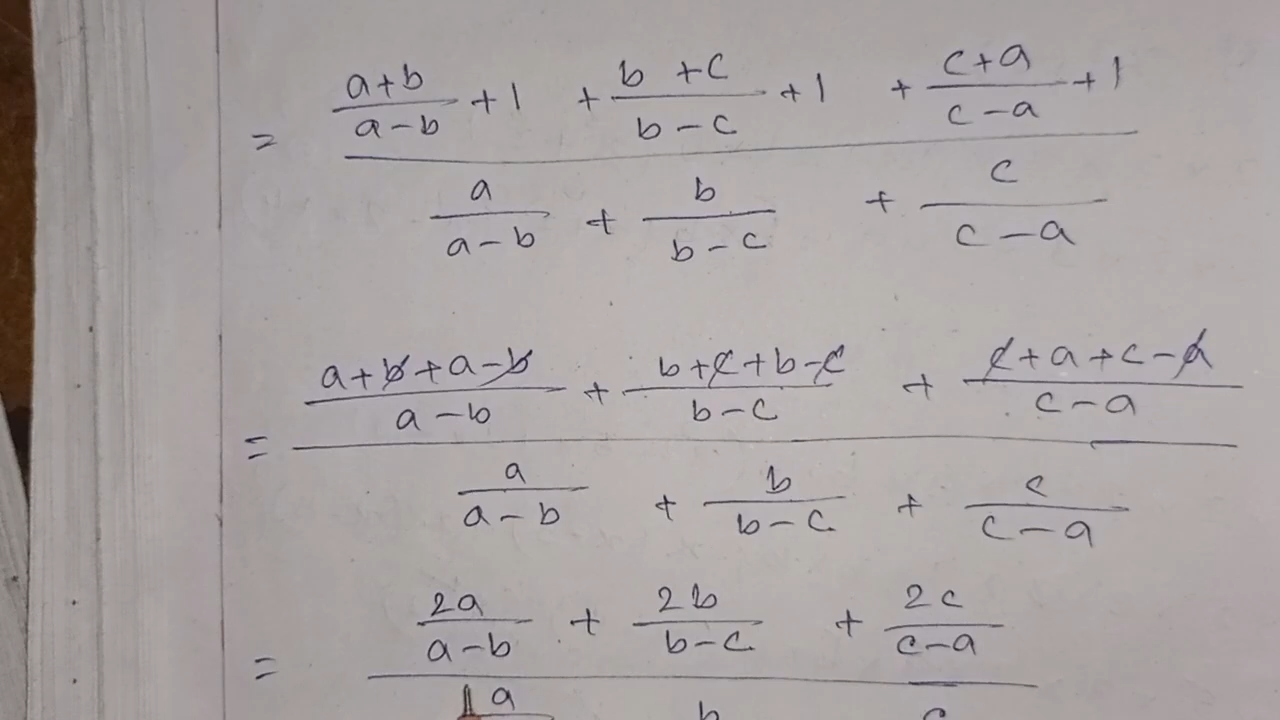 a+b b+c c+a
= —— +1 + —— +1 + —— +1
a-b b-c c-a
a b c
—— + —— + ——
a-b b-c c-a
a+b+a-b b+c+b-c c+a+c-a
= —— + —— + ——
a-b b-c c-a
a b c
—— + —— + ——
a-b b-c c-a
2a 2b 2c
= —— + —— + ——
a-b b-c c-a
a b c